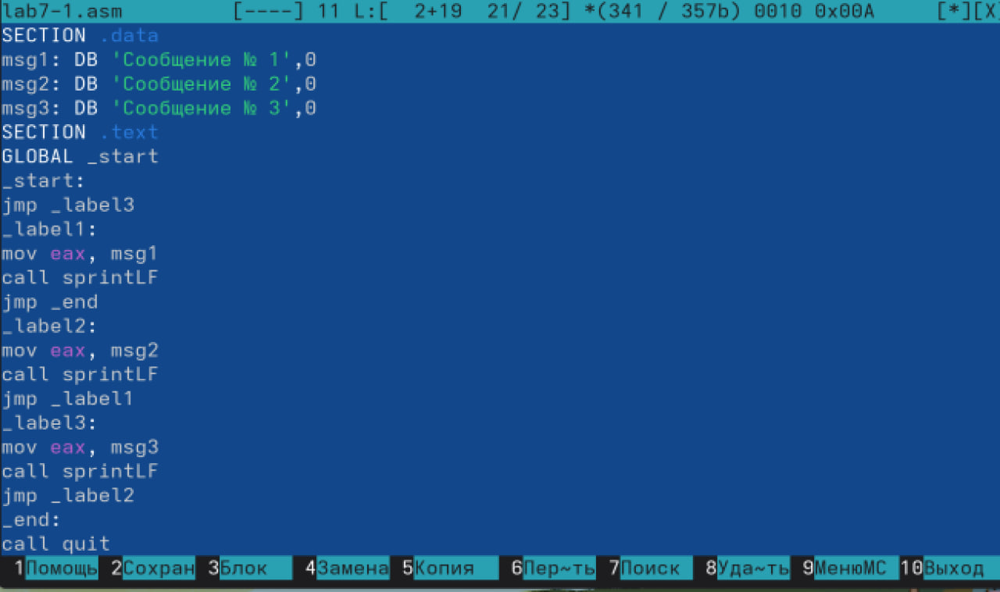 lab7-1.asm [----] 11 L:[ 2+19 21/ 23] *(341 / 357b) 0010 0x00A [*][X
SECTION .data
msg1: DB 'Сообщение № 1',0
msg2: DB 'Сообщение № 2',0
msg3: DB 'Сообщение № 3',0
SECTION .text
GLOBAL _start
_start:
jmp _label3
_label1:
mov eax, msg1
call sprintLF
jmp _end
_label2:
mov eax, msg2
call sprintLF
jmp _label1
_label3:
mov eax, msg3
call sprintLF
jmp _label2
_end:
call quit
1Помощь 2Сохран 3Блок 4Замена 5Копия 6Пер~ть 7Поиск 8Уда~ть 9МенюМС 10Выход